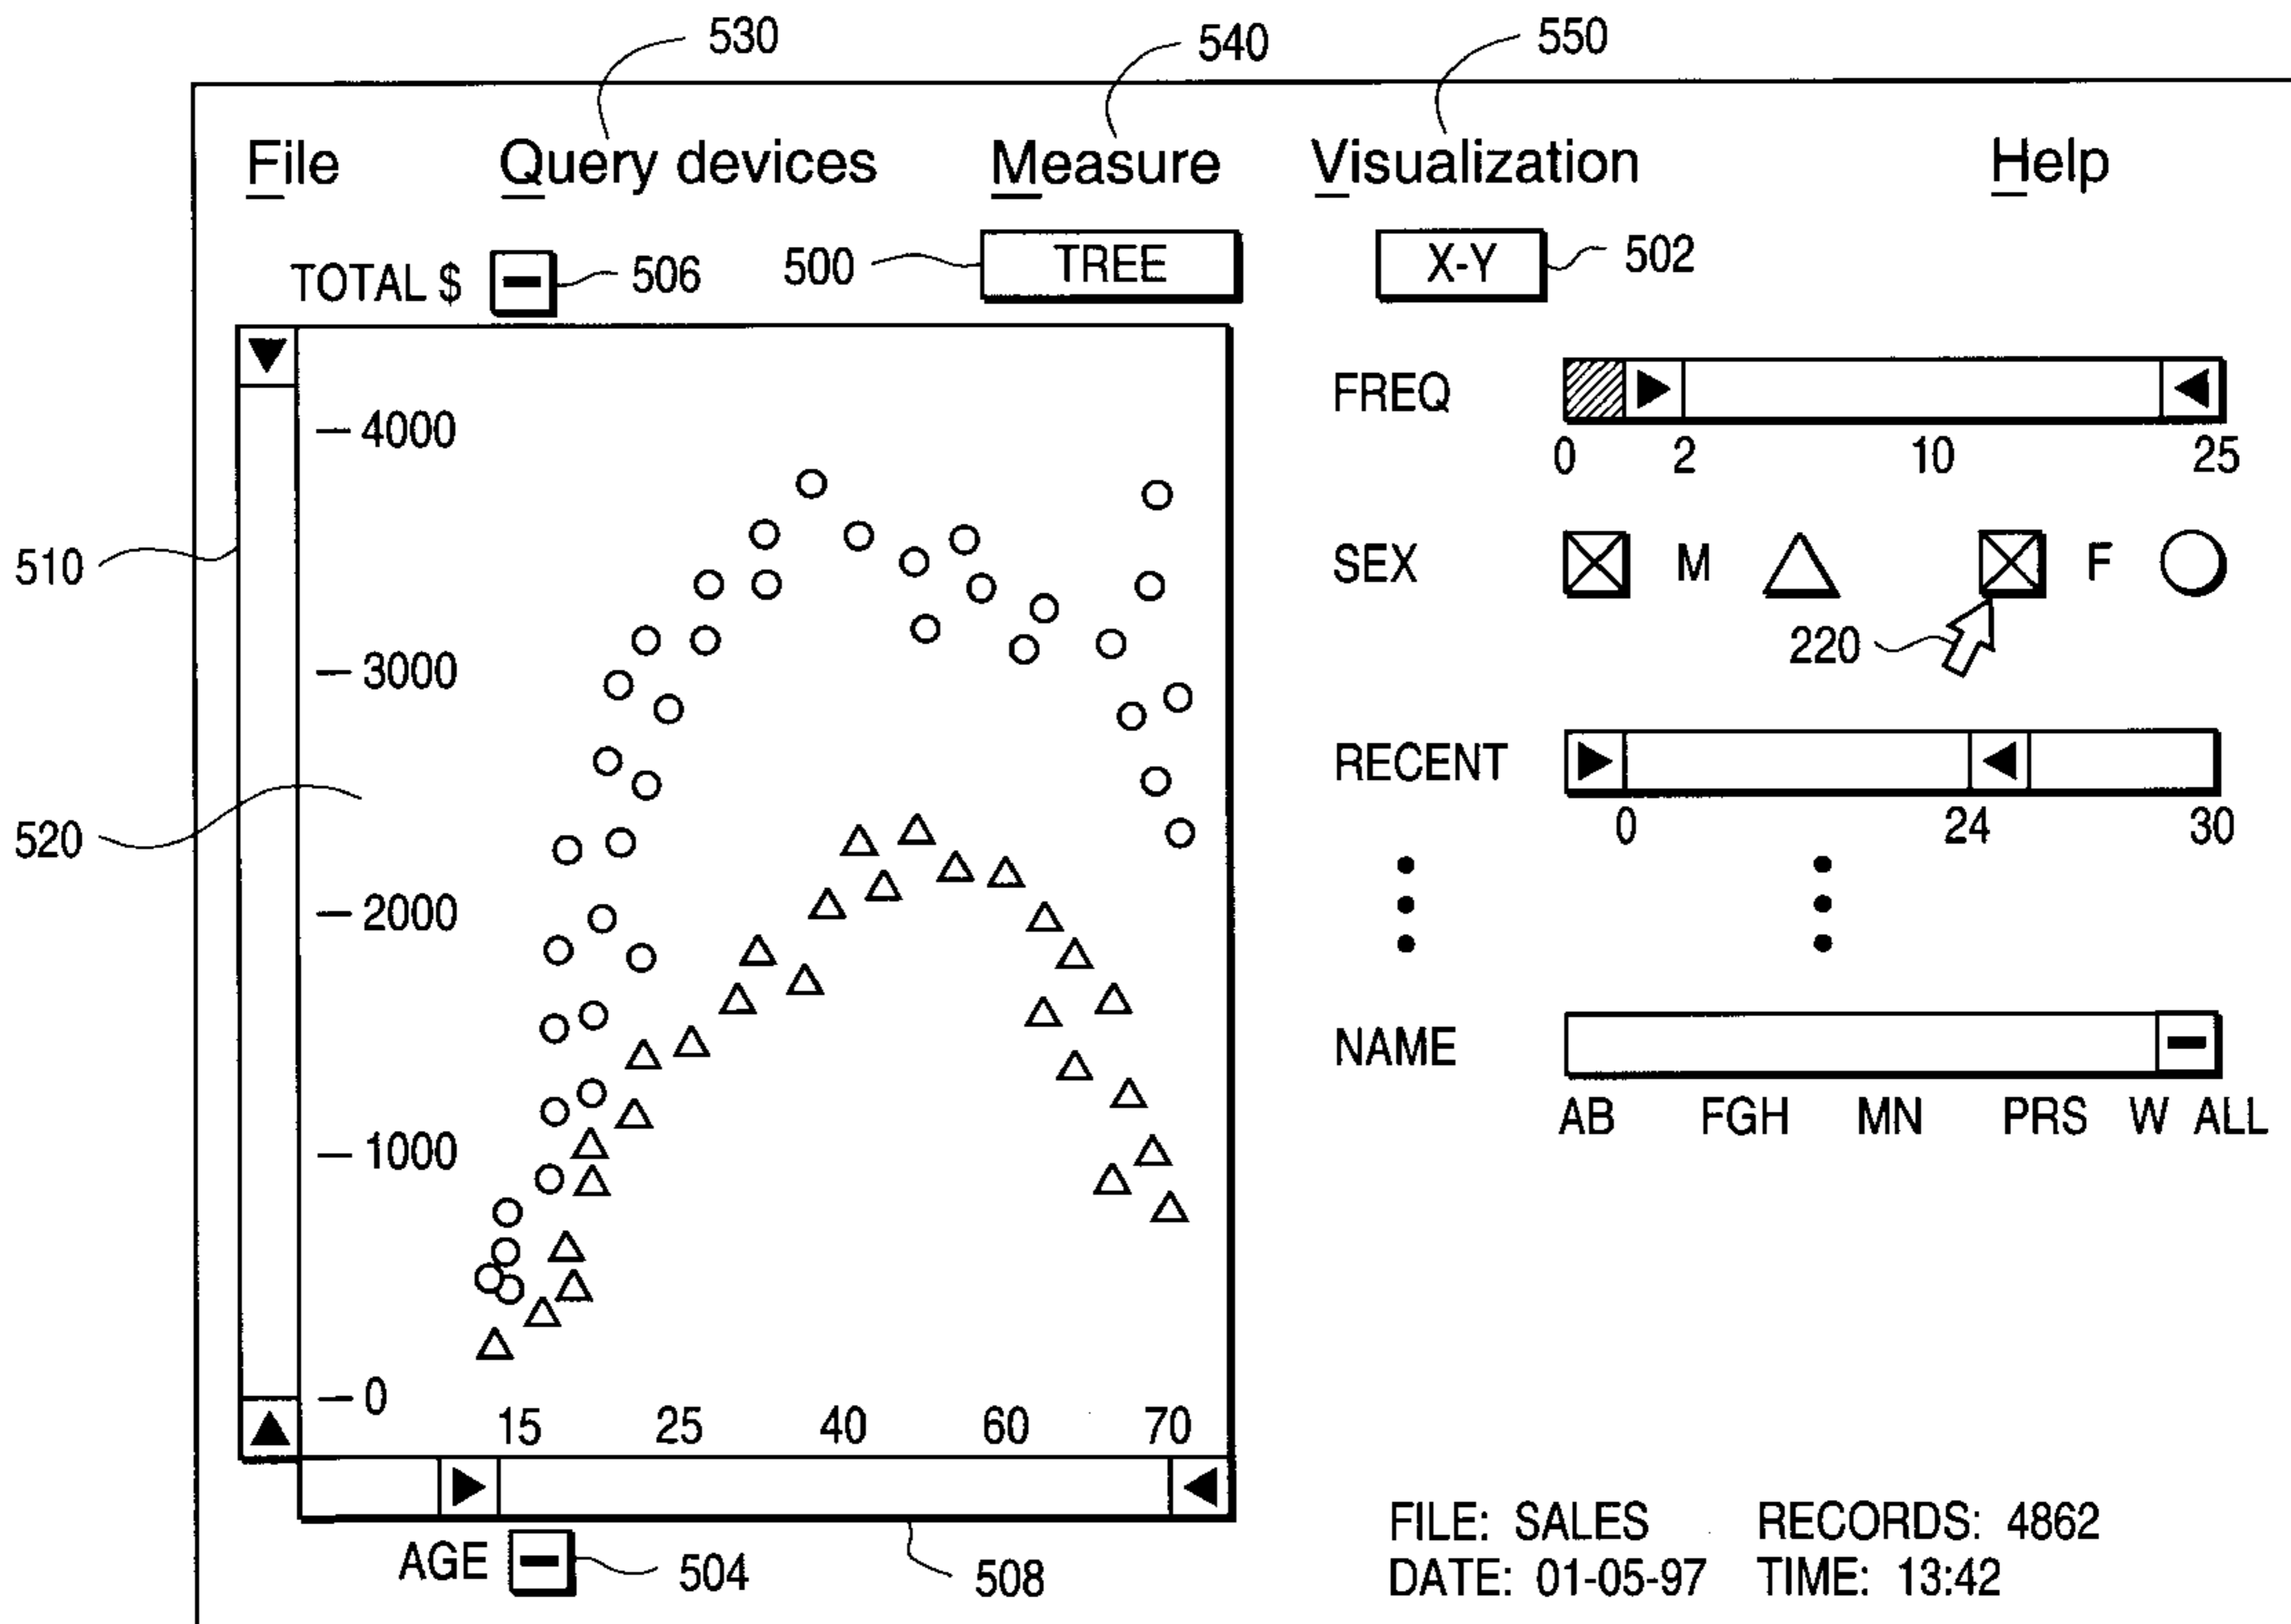 530 540 550
File Query devices Measure Visualization Help
TOTAL $ 506 500 TREE X-Y 502
4000
3000
2000
1000
0
15 25 40 60 70
510
520
AGE 504 508
FREQ
0 2 10 25
SEX M F
220
RECENT
0 24 30
NAME
AB FGH MN PRS W ALL
FILE: SALES RECORDS: 4862
DATE: 01-05-97 TIME: 13:42